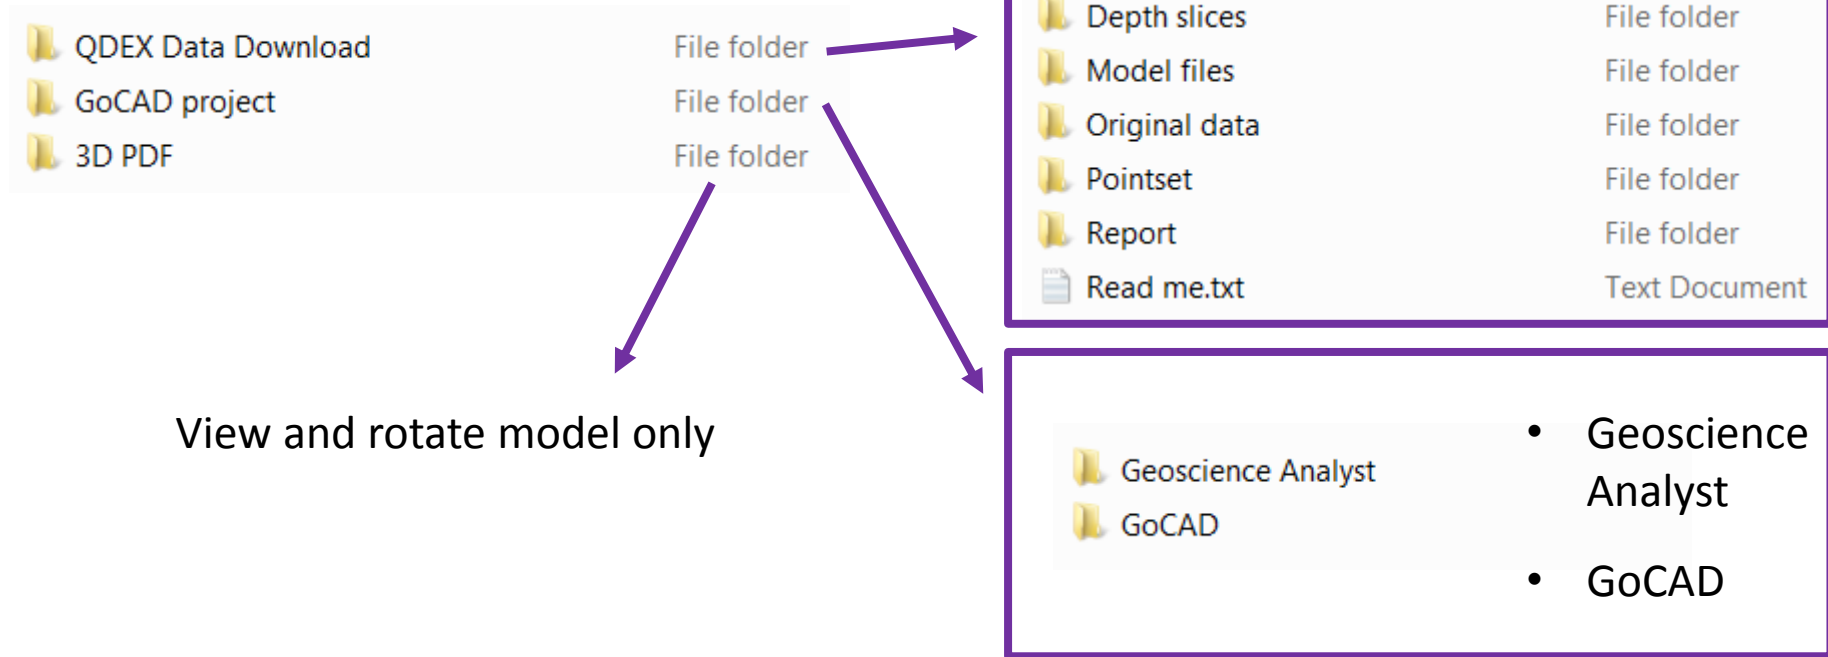 QDEX Data Download File folder
GoCAD project File folder
3D PDF File folder
View and rotate model only
Depth slices File folder
Model files File folder
Original data File folder
Pointset File folder
Report File folder
Read me.txt Text Document
Geoscience Analyst
GoCAD
• Geoscience
Analyst
• GoCAD